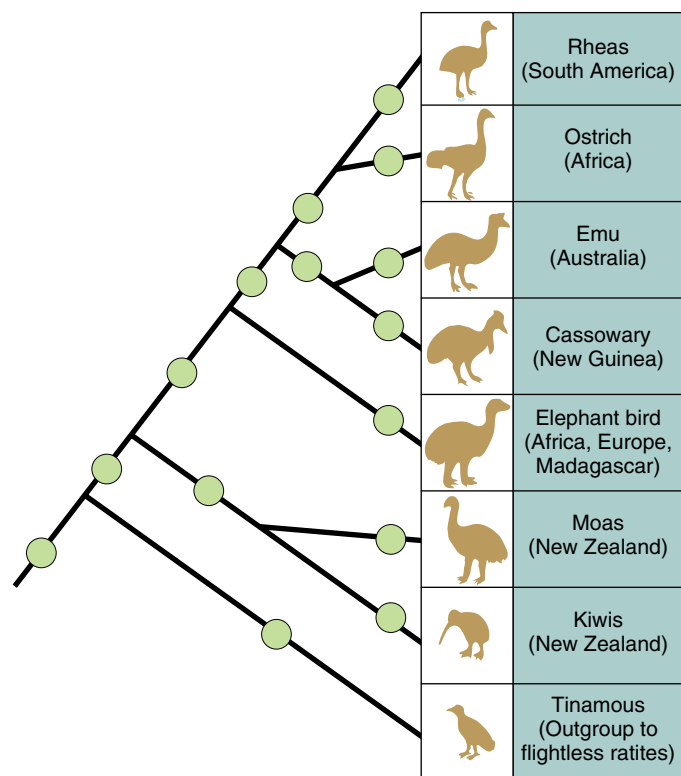 Rheas
(South America)
Ostrich
(Africa)
Emu
(Australia)
Cassowary
(New Guinea)
Elephant bird
(Africa, Europe,
Madagascar)
Moas
(New Zealand)
Kiwis
(New Zealand)
Tinamous
(Outgroup to
flightless ratites)